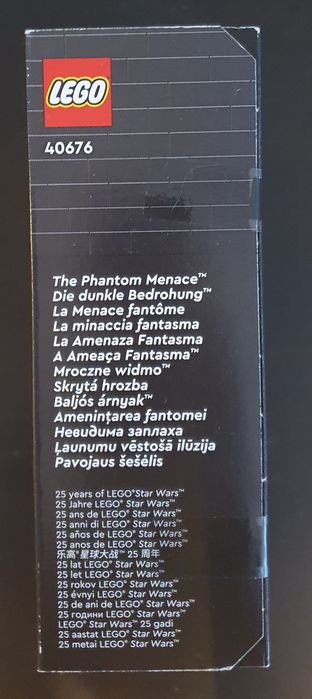 LEGO
40676
The Phantom Menace™
Die dunkle Bedrohung™
La Menace fantôme
La minaccia fantasma
La Amenaza Fantasma
A Ameaça Fantasma™
Mroczne widmo™
Skrytá hrozba
Baljós árnyak™
Amenințarea fantomei
Невидима заплаха
Ļaunumu vēstošā ilūzija
Pavojaus šešėlis
25 years of LEGO® Star Wars™
25 Jahre LEGO® Star Wars™
25 ans de LEGO® Star Wars™
25 anni di LEGO® Star Wars™
25 años de LEGO® Star Wars™
25 anos de LEGO® Star Wars™
乐高®星球大战™ 25 周年
25 lat LEGO® Star Wars™
25 let LEGO® Star Wars™
25 rokov LEGO® Star Wars™
25 évnyi LEGO® Star Wars™
25 de ani de LEGO® Star Wars™
25 години LEGO® Star Wars™
LEGO® Star Wars™ 25 gadi
25 aastat LEGO® Star Wars™
25 metai LEGO® Star Wars™